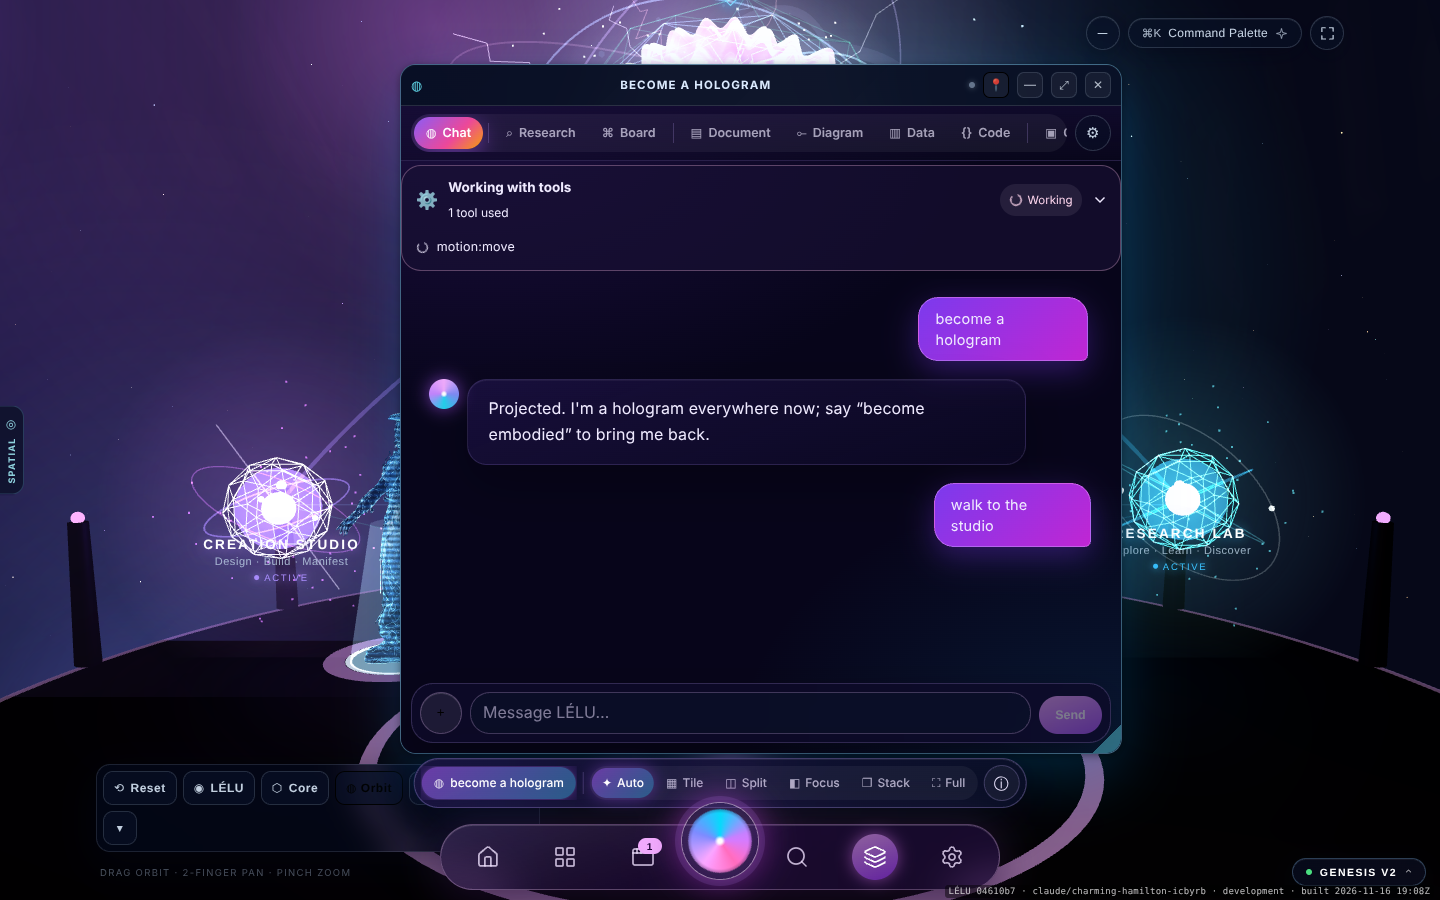 ⌘K Command Palette
BECOME A HOLOGRAM
Chat Research Board Document Diagram Data {} Code
Working with tools
1 tool used
Working
motion:move
become a
hologram
Projected. I'm a hologram everywhere now; say “become
embodied” to bring me back.
walk to the
studio
SPATIAL
CREATION STUDIO
Design · Build · Manifest
ACTIVE
RESEARCH LAB
plore · Learn · Discover
ACTIVE
+ Message LÉLU... Send
Reset LÉLU Core Orbit
become a hologram Auto Tile Split Focus Stack Full
1
DRAG ORBIT · 2-FINGER PAN · PINCH ZOOM
GENESIS V2
LÉLU 04610b7 · claude/charming-hamilton-icbyrb · development · built 2026-11-16 19:08Z